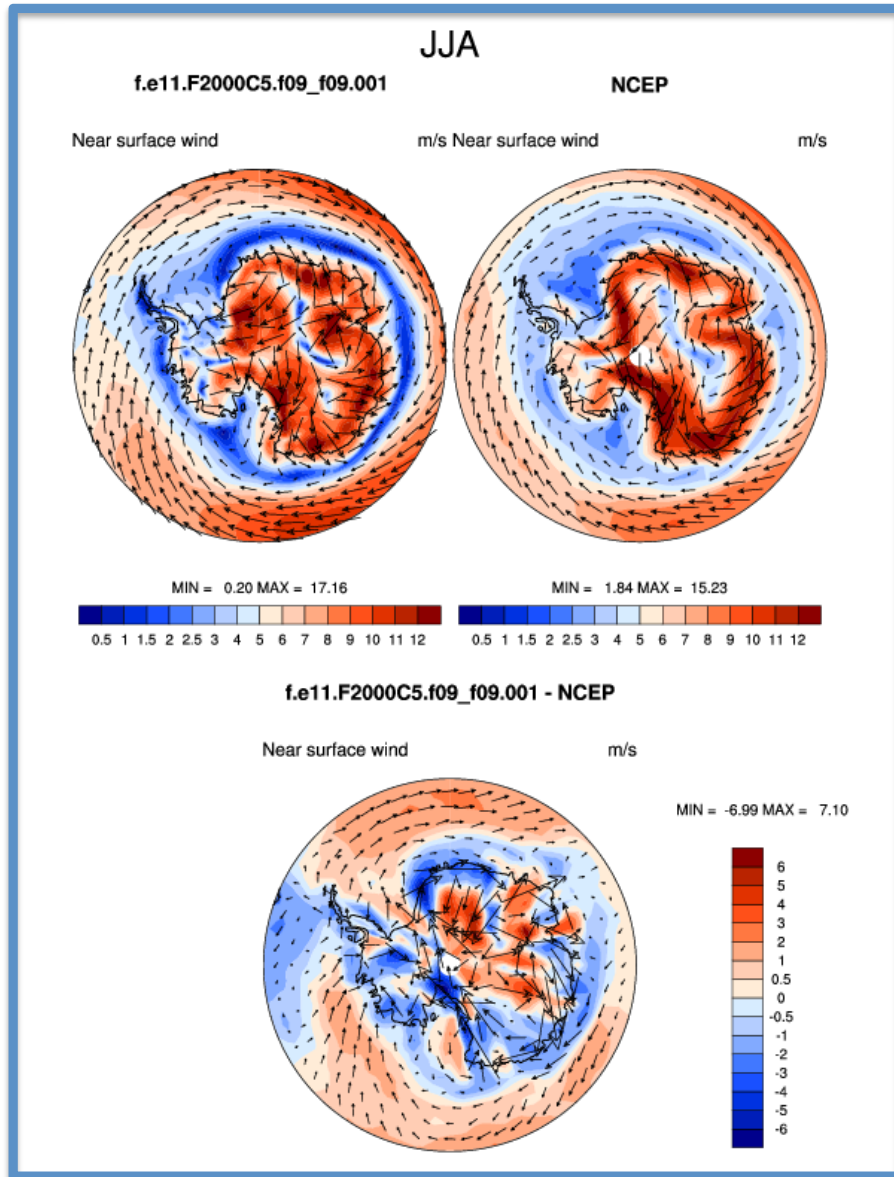 JJA
f.e11.F2000C5.f09_f09.001 NCEP
Near surface wind m/s Near surface wind m/s
MIN = 0.20 MAX = 17.16 MIN = 1.84 MAX = 15.23
0.5 1 1.5 2 2.5 3 4 5 6 7 8 9 10 11 12 0.5 1 1.5 2 2.5 3 4 5 6 7 8 9 10 11 12
f.e11.F2000C5.f09_f09.001 - NCEP
Near surface wind m/s
MIN = -6.99 MAX = 7.10
6
5
4
3
2
1
0.5
0
-0.5
-1
-2
-3
-4
-5
-6